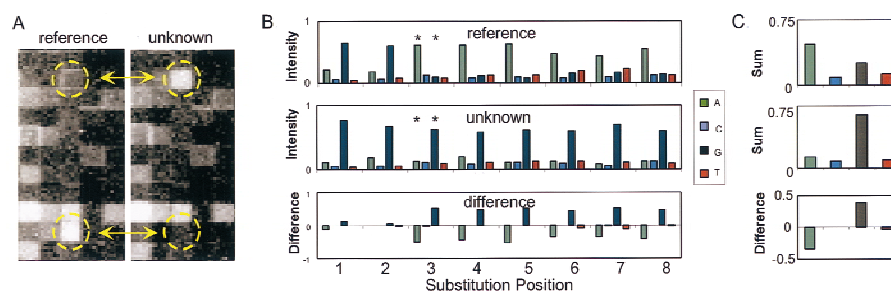 A
reference unknown
B
Intensity
1
0
* *
reference
Intensity
1
0
* *
unknown
Difference
1
0
-1
difference
1 2 3 4 5 6 7 8
Substitution Position
A
C
G
T
C.
Sum
0.75
0
Sum
0.75
0
Difference
0.5
0
-0.5